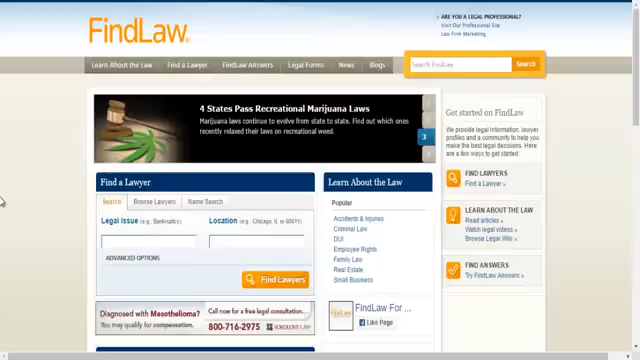 FindLaw.
ARE YOU A LEGAL PROFESSIONAL?
Visit Our Professional Site
Law Firm Marketing
Learn About the Law
Find a Lawyer
FindLaw Answers
Legal Forms
News
Blogs
Search FindLaw
Search
4 States Pass Recreational Marijuana Laws
Marijuana laws continue to evolve from state to state. Find out which ones
recently relaxed their laws on recreational weed.
3
Get started on FindLaw
We provide legal information, lawyer
profiles and a community to help you
make the best legal decisions. Here
are a few ways to get started
FIND LAWYERS
Find a Lawyer »
LEARN ABOUT THE LAW
Read articles »
Watch legal videos »
Browse Legal Wiki »
FIND ANSWERS
Try FindLaw Answers »
Find a Lawyer
Search
Browse Lawyers
Name Search
Legal Issue (e.g., Bankruptcy)
Location (e.g., Chicago, IL or 60611)
ADVANCED OPTIONS
Find Lawyers
Learn About the Law
Popular
Accidents & Injuries
Criminal Law
DUI
Employee Rights
Family Law
Real Estate
Small Business
Diagnosed with Mesothelioma?
You may qualify for compensation.
Call now for a free legal consultation...
800-716-2975
SOKOLOVE LAW
FindLaw
FindLaw For ...
Like Page